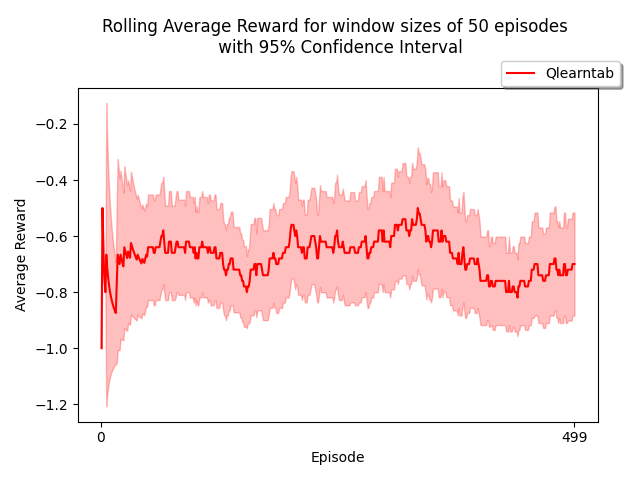 Rolling Average Reward for window sizes of 50 episodes
with 95% Confidence Interval
Qlearntab
−0.2
−0.4
−0.6
−0.8
−1.0
−1.2
Average Reward
0
499
Episode